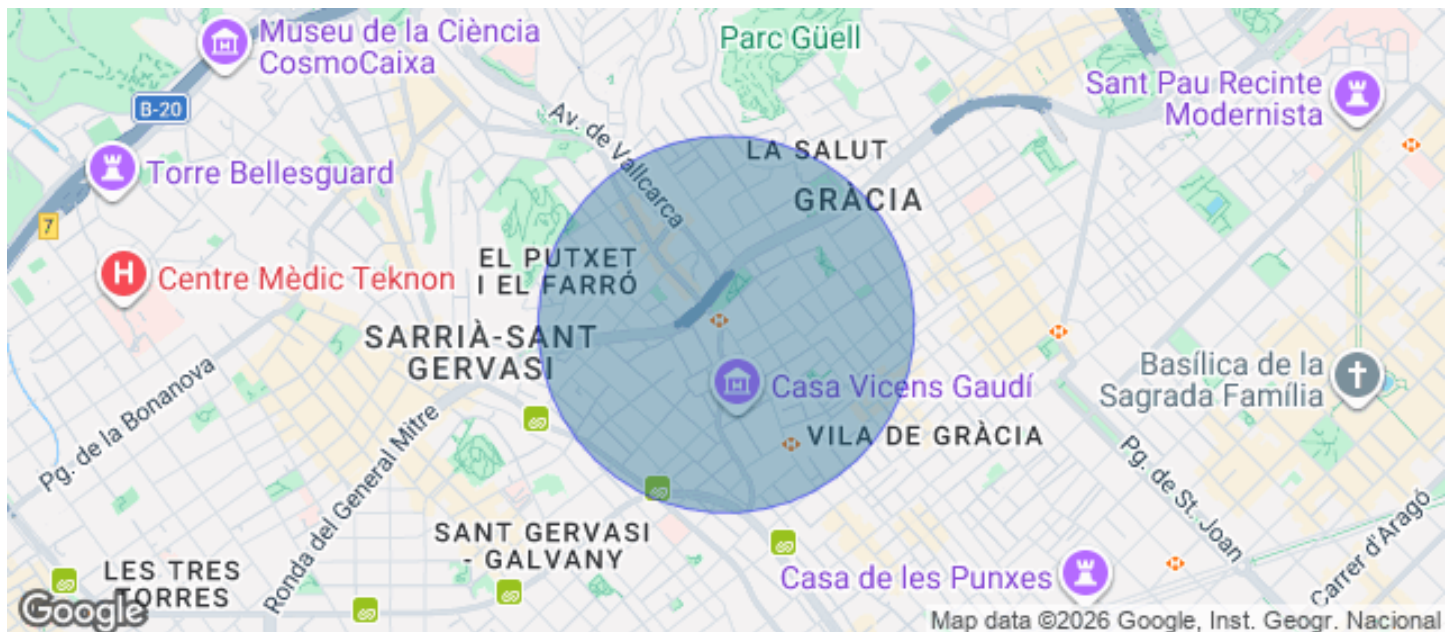 Museu de la Ciència
CosmoCaixa
Parc Güell
Sant Pau Recinte
Modernista
B-20
Av. de Vallcarca
LA SALUT
Torre Bellesguard
GRÀCIA
7
EL PUTXET
I EL FARRÓ
H
Centre Mèdic Teknon
SARRIÀ-SANT
GERVASI
Basílica de la
Sagrada Família
Casa Vicens Gaudí
Pg. de la Bonanova
VILA DE GRÀCIA
Ronda del General Mitre
Pg. de St. Joan
Carrer d'Aragó
SANT GERVASI
- GALVANY
LES TRES
TORRES
Casa de les Punxes
Google
Map data ©2026 Google, Inst. Geogr. Nacional